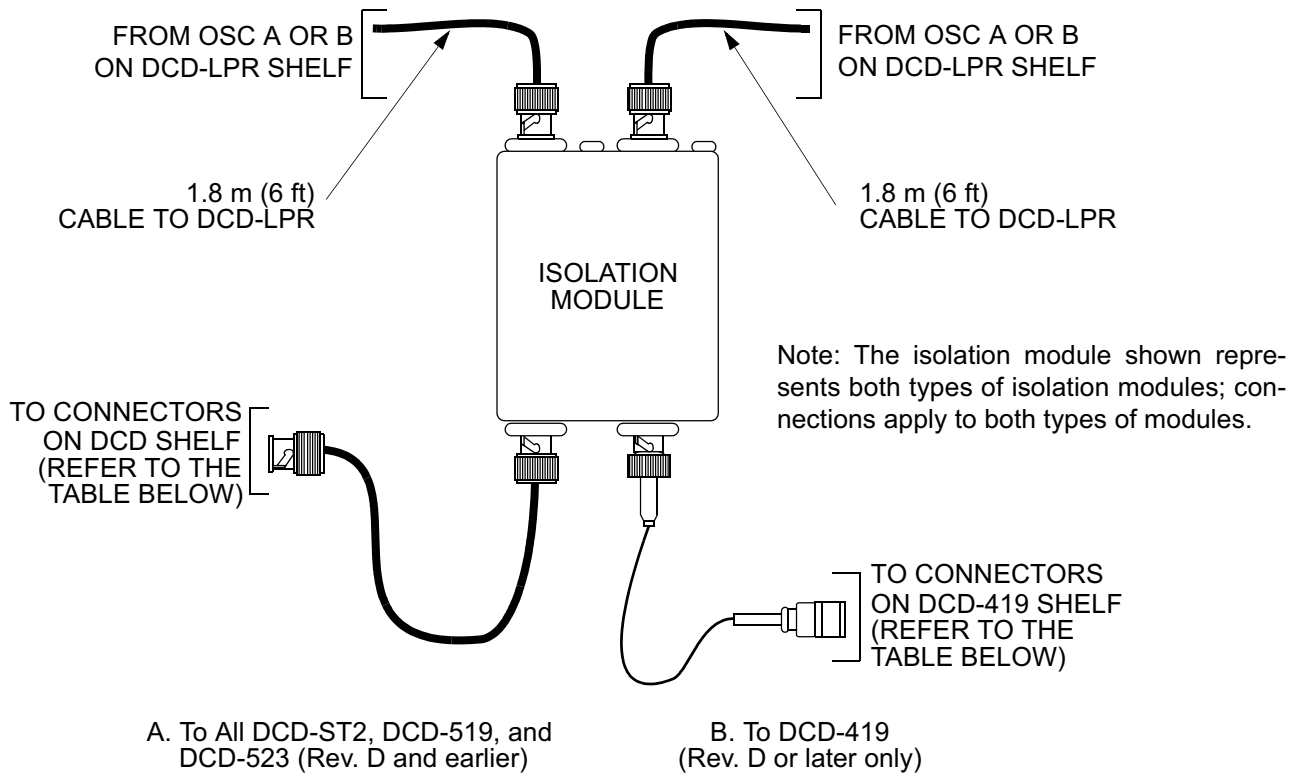 FROM OSC A OR B
ON DCD-LPR SHELF
FROM OSC A OR B
ON DCD-LPR SHELF
1.8 m (6 ft)
CABLE TO DCD-LPR
1.8 m (6 ft)
CABLE TO DCD-LPR
ISOLATION
MODULE
Note: The isolation module shown repre-
sents both types of isolation modules; con-
nections apply to both types of modules.
TO CONNECTORS
ON DCD SHELF
(REFER TO THE
TABLE BELOW)
TO CONNECTORS
ON DCD-419 SHELF
(REFER TO THE
TABLE BELOW)
A. To All DCD-ST2, DCD-519, and
DCD-523 (Rev. D and earlier)
B. To DCD-419
(Rev. D or later only)